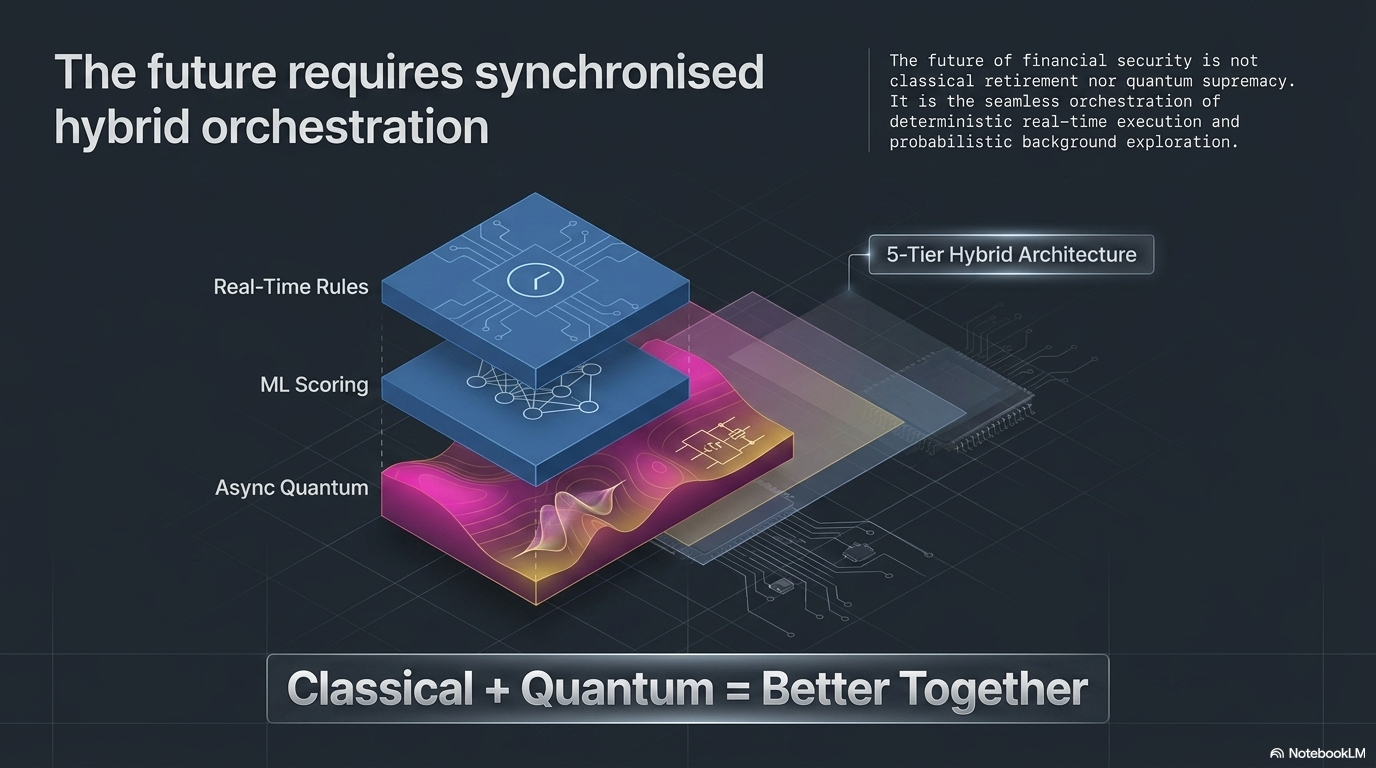 The future requires synchronised
hybrid orchestration
The future of financial security is not
classical retirement nor quantum supremacy.
It is the seamless orchestration of
deterministic real-time execution and
probabilistic background exploration.
5-Tier Hybrid Architecture
Real-Time Rules
ML Scoring
Async Quantum
Classical + Quantum = Better Together
NotebookLM